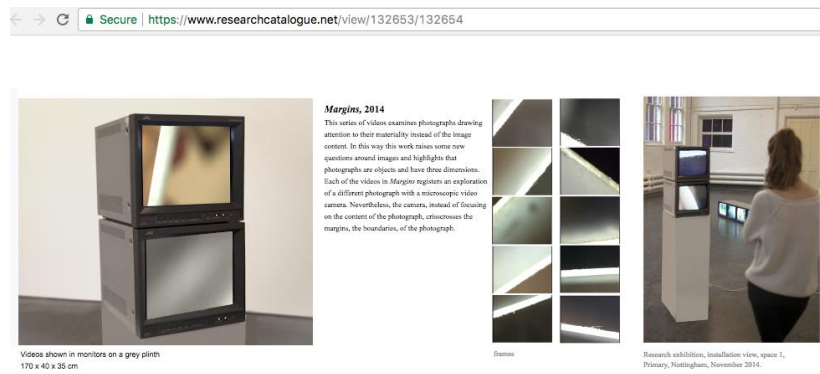 Secure https://www.researchcatalogue.net/view/132653/132654
Margins, 2014
This series of videos examines photographs drawing
attention to their materiality instead of the image
content. In this way this work raises some new
questions around images and highlights that
photographs are objects and have three dimensions.
Each of the videos in Margins registers an exploration
of a different photograph with a microscopic video
camera. Nevertheless, the camera, instead of focusing
on the content of the photograph, crisscrosses the
margins, the boundaries, of the photograph.
Videos shown in monitors on a grey plinth
170 x 40 x 35 cm
frames
Research exhibition, installation view, space 1,
Primary, Nottingham, November 2014.